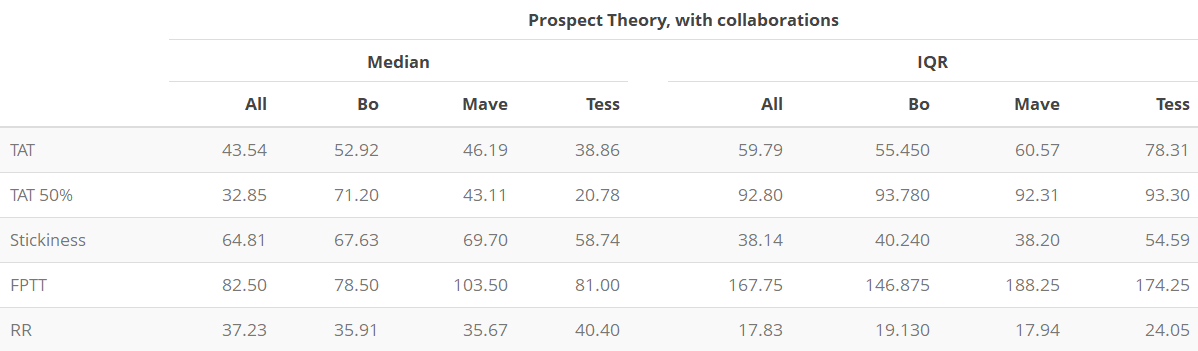 Prospect Theory, with collaborations
Median IQR
All Bo Mave Tess All Bo Mave Tess
TAT 43.54 52.92 46.19 38.86 59.79 55.450 60.57 78.31
TAT 50% 32.85 71.20 43.11 20.78 92.80 93.780 92.31 93.30
Stickiness 64.81 67.63 69.70 58.74 38.14 40.240 38.20 54.59
FPTT 82.50 78.50 103.50 81.00 167.75 146.875 188.25 174.25
RR 37.23 35.91 35.67 40.40 17.83 19.130 17.94 24.05